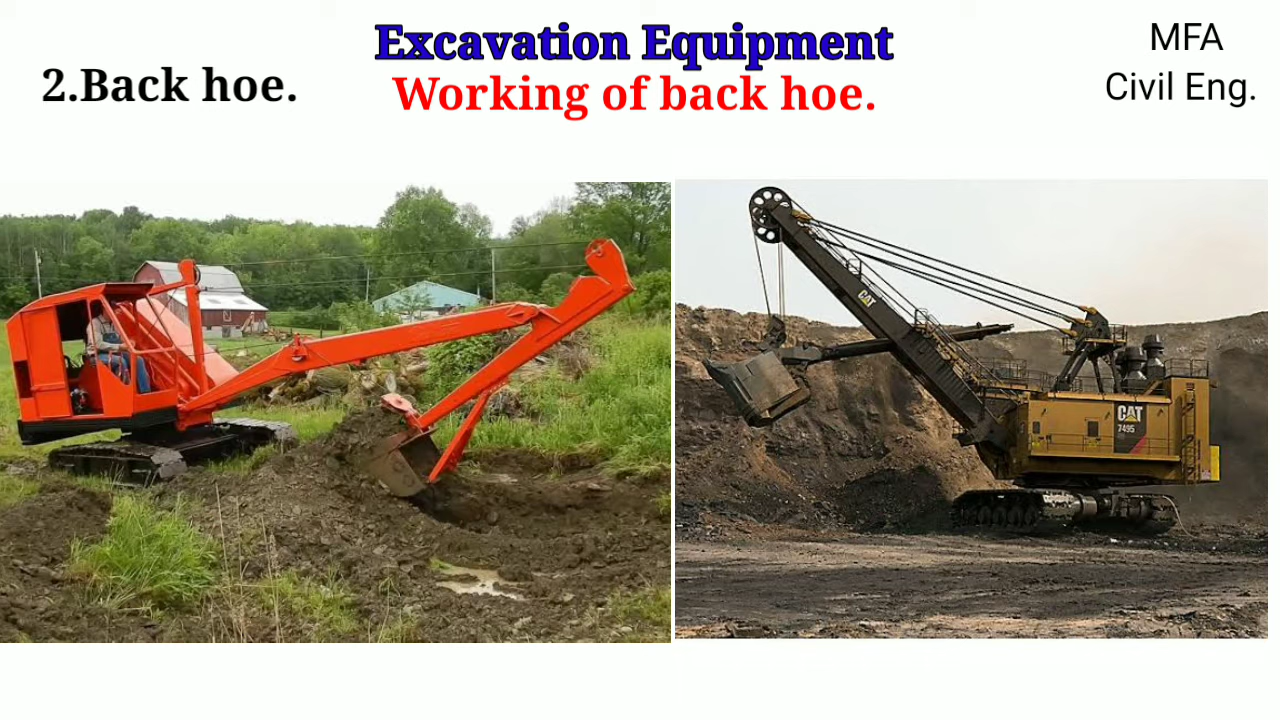 Excavation Equipment
MFA
2.Back hoe.
Working of back hoe.
Civil Eng.
CAT
CAT
7495